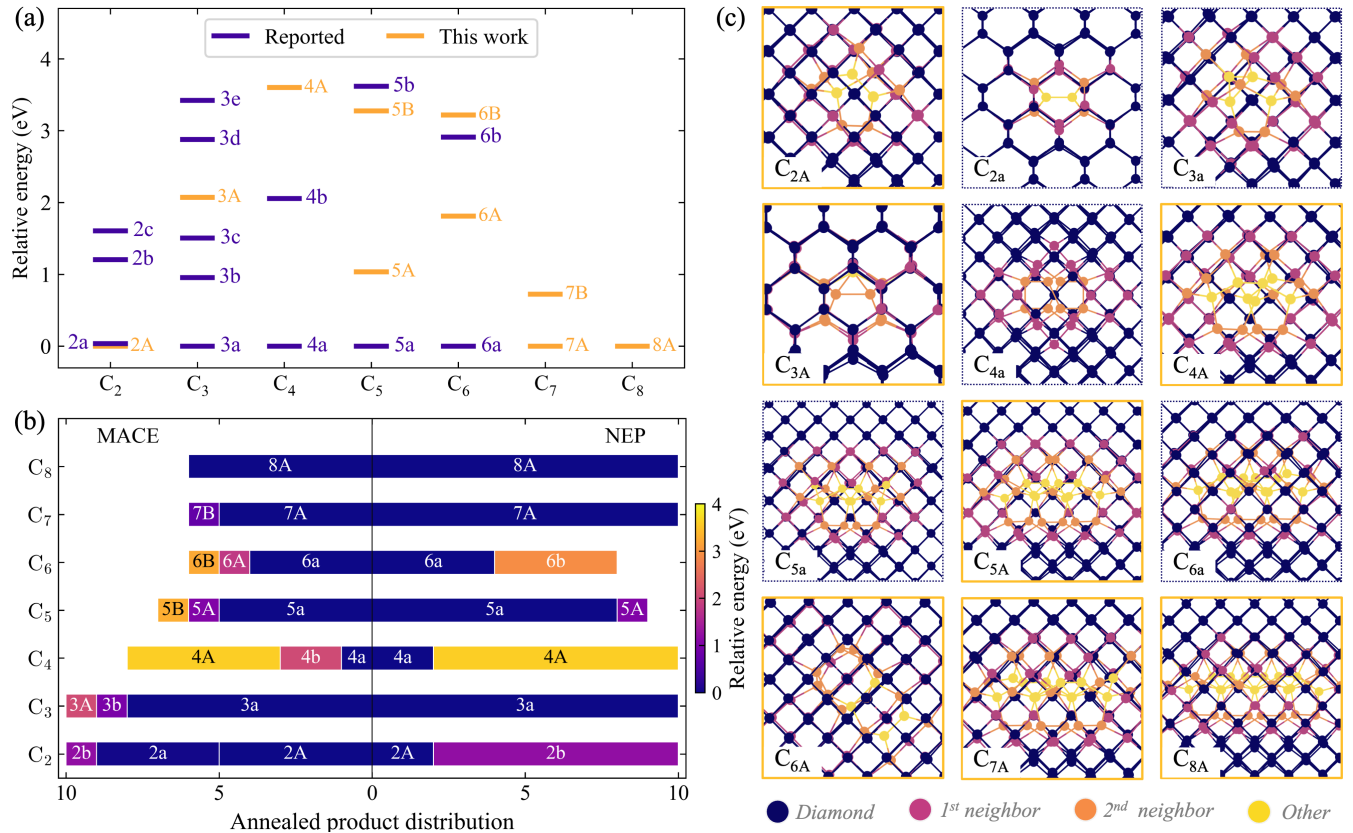 (a)
Reported
This work
Relative energy (eV)
4
3
2
1
0
2c
2b
2a
2A
3e
3d
3A
3c
3b
3a
4A
4b
4a
5b
5B
5A
5a
6B
6b
6A
6a
7B
7A
8A
C₂ C₃ C₄ C₅ C₆ C₇ C₈
(b)
MACE NEP
C₈ 8A 8A
C₇ 7B 7A 7A
C₆ 6B 6A 6a 6a 6b
C₅ 5B 5A 5a 5a 5A
C₄ 4A 4b 4a 4a 4A
C₃ 3A 3b 3a 3a
C₂ 2b 2a 2A 2A 2b
10 5 0 5 10
Annealed product distribution
4
3
2
1
0
Relative energy (eV)
(c)
C₂A C₂a C₃a
C₃A C₄a C₄A
C₅a C₅A C₆a
C₆A C₇A C₈A
Diamond 1st neighbor 2nd neighbor Other